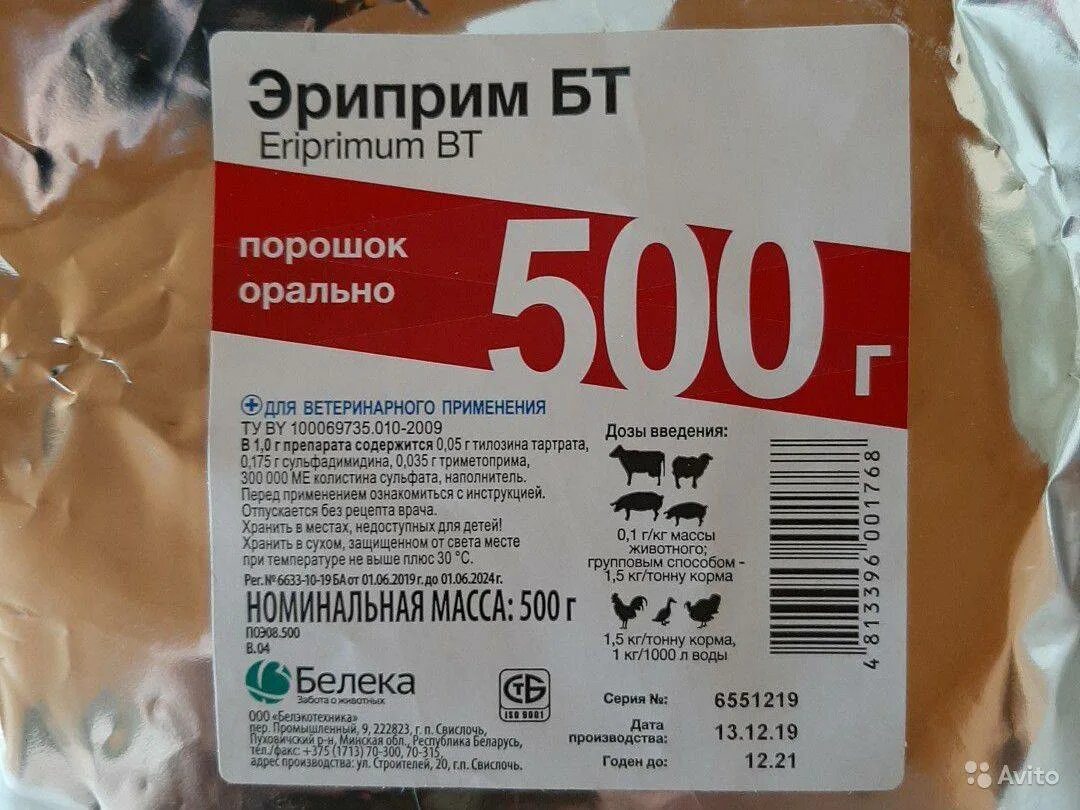 Эриприм БТ
Eriprimum BT
порошок
орально
500 г
ДЛЯ ВЕТЕРИНАРНОГО ПРИМЕНЕНИЯ
ТУ BY 100069735.010-2009
В 1,0 г препарата содержится 0,05 г тилозина тартрата,
0,175 г сульфадимидина, 0,035 г триметоприма,
300 000 МЕ колистина сульфата, наполнитель.
Перед применением ознакомиться с инструкцией.
Отпускается без рецепта врача.
Хранить в местах, недоступных для детей!
Хранить в сухом, защищенном от света месте
при температуре не выше плюс 30 °С.
Рег. № 6633-10-19 БА от 01.06.2019 г. до 01.06.2024 г.
НОМИНАЛЬНАЯ МАССА: 500 г
ПОЭ08.500
В.04
Белека
Забота о животных
СТБ
ISO 9001
ООО «Белэкотехника»
пер. Промышленный, 9, 222823, г. п. Свислочь,
Пуховичский р-н, Минская обл., Республика Беларусь,
тел./факс: +375 (1713) 70-300, 70-315,
адрес производства: ул. Строителей, 20, г.п. Свислочь.
Дозы введения:
0,1 г/кг массы
животного;
групповым способом -
1,5 кг/тонну корма
1,5 кг/тонну корма,
1 кг/1000 л воды
4 813396 001768
Серия №: 6551219
Дата
производства: 13.12.19
Годен до: 12.21
Avito